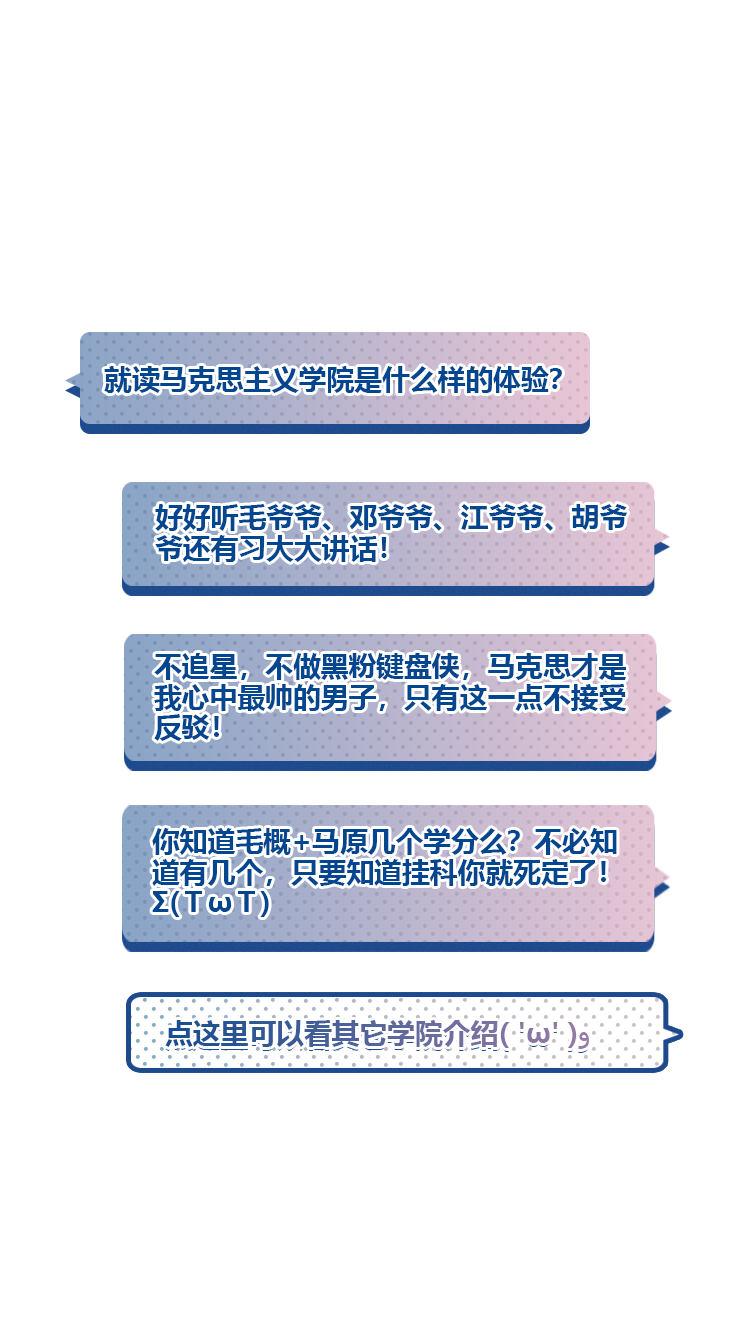 就读马克思主义学院是什么样的体验？
好好听毛爷爷、邓爷爷、江爷爷、胡爷
爷还有习大大讲话！
不追星，不做黑粉键盘侠，马克思才是
我心中最帅的男子，只有这一点不接受
反驳！
你知道毛概+马原几个学分么？不必知
道有几个，只要知道挂科你就死定了！
Σ(ＴωＴ)
点这里可以看其它学院介绍( 'ω' )و